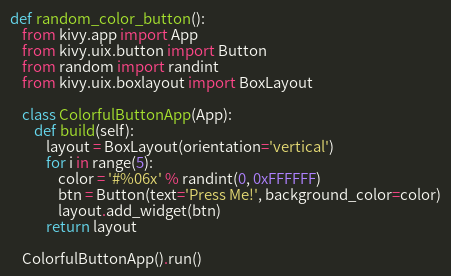 def random_color_button():
    from kivy.app import App
    from kivy.uix.button import Button
    from random import randint
    from kivy.uix.boxlayout import BoxLayout

    class ColorfulButtonApp(App):
        def build(self):
            layout = BoxLayout(orientation='vertical')
            for i in range(5):
                color = '#%06x' % randint(0, 0xFFFFFF)
                btn = Button(text='Press Me!', background_color=color)
                layout.add_widget(btn)
            return layout

    ColorfulButtonApp().run()